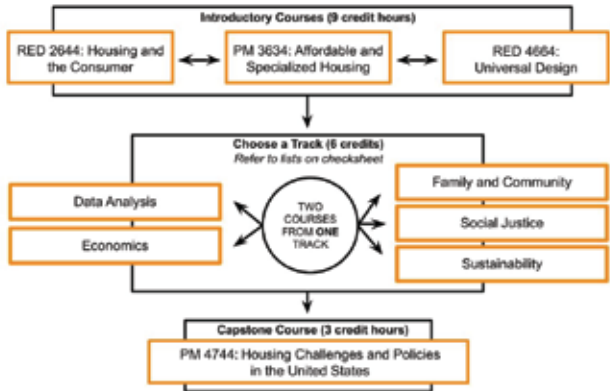 Introductory Courses (9 credit hours)
RED 2644: Housing and
the Consumer
PM 3634: Affordable and
Specialized Housing
RED 4664:
Universal Design
Choose a Track (6 credits)
Refer to lists on checksheet
Data Analysis
Economics
TWO
COURSES
FROM ONE
TRACK
Family and Community
Social Justice
Sustainability
Capstone Course (3 credit hours)
PM 4744: Housing Challenges and Policies
in the United States